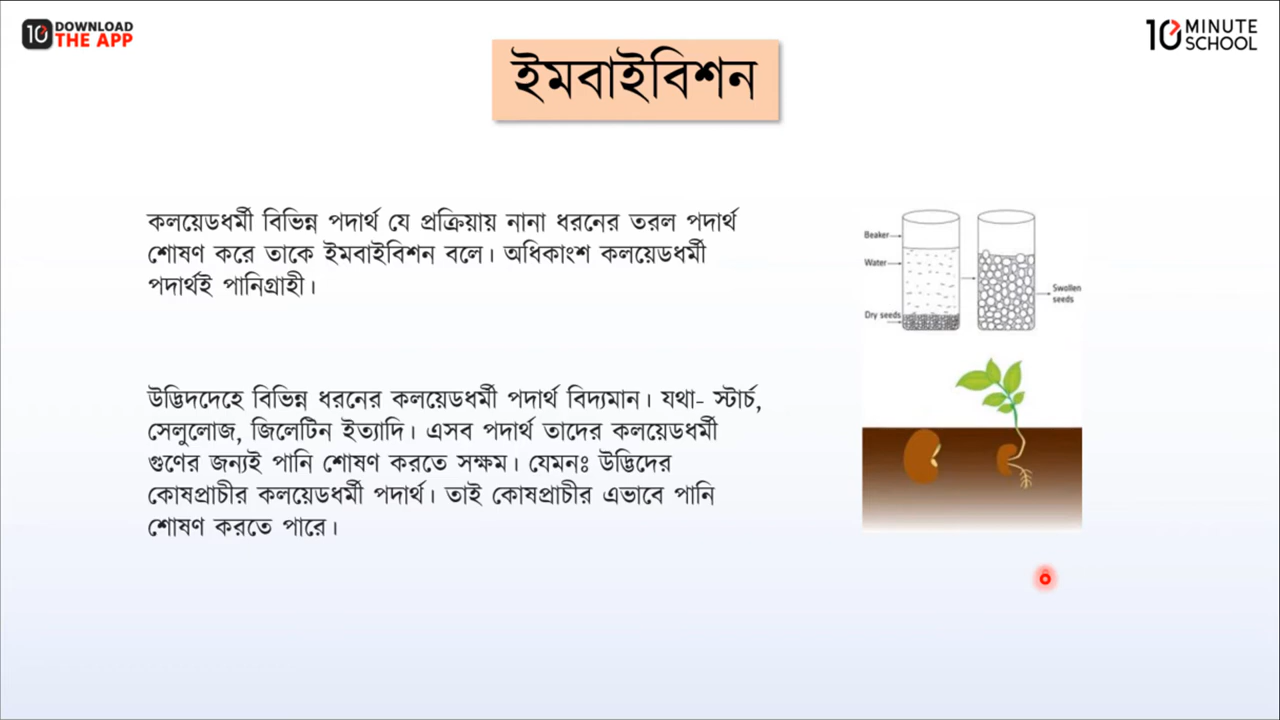 10 DOWNLOAD
THE APP
10 MINUTE
SCHOOL
ইমবাইবিশন
কলয়েডধর্মী বিভিন্ন পদার্থ যে প্রক্রিয়ায় নানা ধরনের তরল পদার্থ
শোষণ করে তাকে ইমবাইবিশন বলে। অধিকাংশ কলয়েডধর্মী
পদার্থই পানিগ্রাহী।
উদ্ভিদদেহে বিভিন্ন ধরনের কলয়েডধর্মী পদার্থ বিদ্যমান। যথা- স্টার্চ,
সেলুলোজ, জিলেটিন ইত্যাদি। এসব পদার্থ তাদের কলয়েডধর্মী
গুণের জন্যই পানি শোষণ করতে সক্ষম। যেমনঃ উদ্ভিদের
কোষপ্রাচীর কলয়েডধর্মী পদার্থ। তাই কোষপ্রাচীর এভাবে পানি
শোষণ করতে পারে।
Beaker
Water
Dry seeds
Swollen
seeds